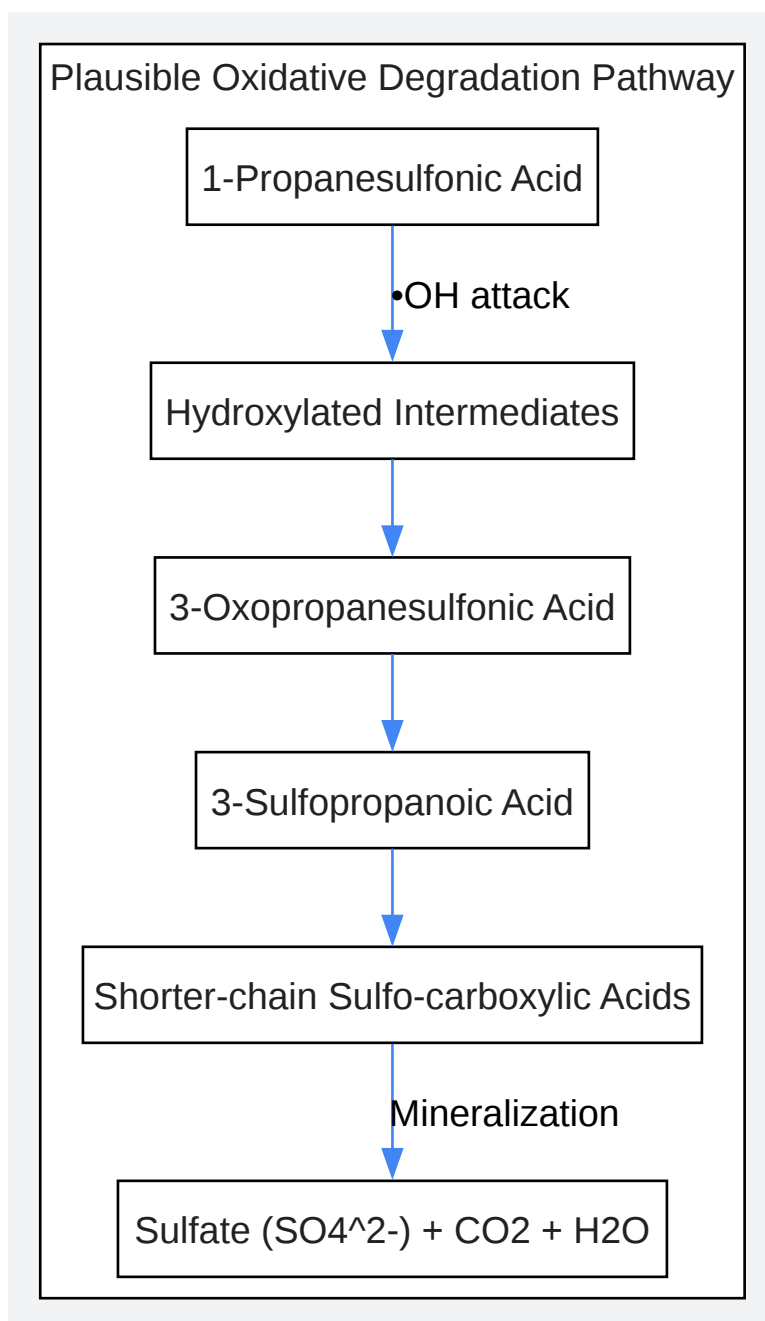 Plausible Oxidative Degradation Pathway
1-Propanesulfonic Acid
•OH attack
Hydroxylated Intermediates
3-Oxopropanesulfonic Acid
3-Sulfopropanoic Acid
Shorter-chain Sulfo-carboxylic Acids
Mineralization
Sulfate (SO4^2-) + CO2 + H2O